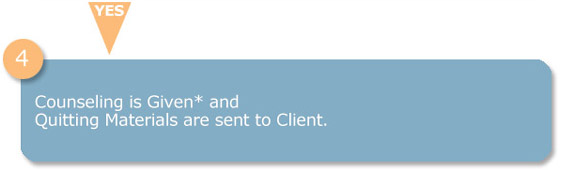 YES
4
Counseling is Given* and
Quitting Materials are sent to Client.